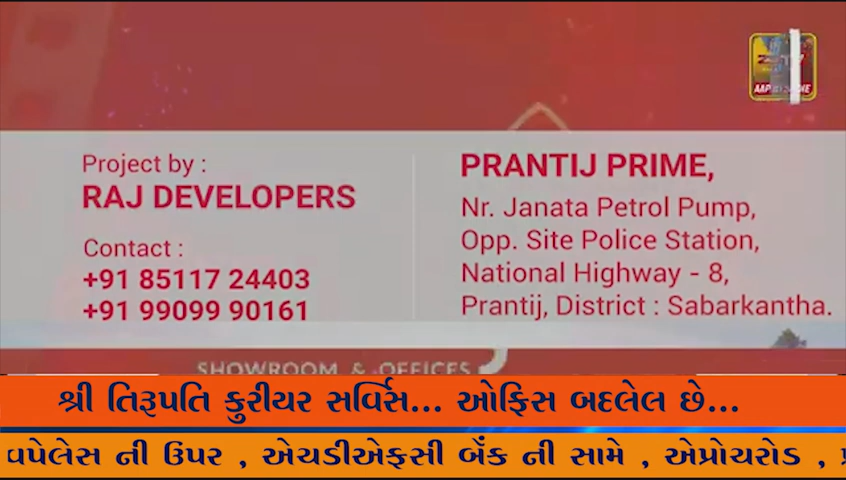 Project by :
RAJ DEVELOPERS
Contact :
+91 85117 24403
+91 99099 90161
PRANTIJ PRIME,
Nr. Janata Petrol Pump,
Opp. Site Police Station,
National Highway - 8,
Prantij, District : Sabarkantha.
SHOWROOM & OFFICES
શ્રી તિરૂપતિ કુરીયર સર્વિસ... ઓફિસ બદલેલ છે...
વપેલેસ ની ઉપર , એચડીએફસી બેંક ની સામે , એપ્રોચરોડ ,